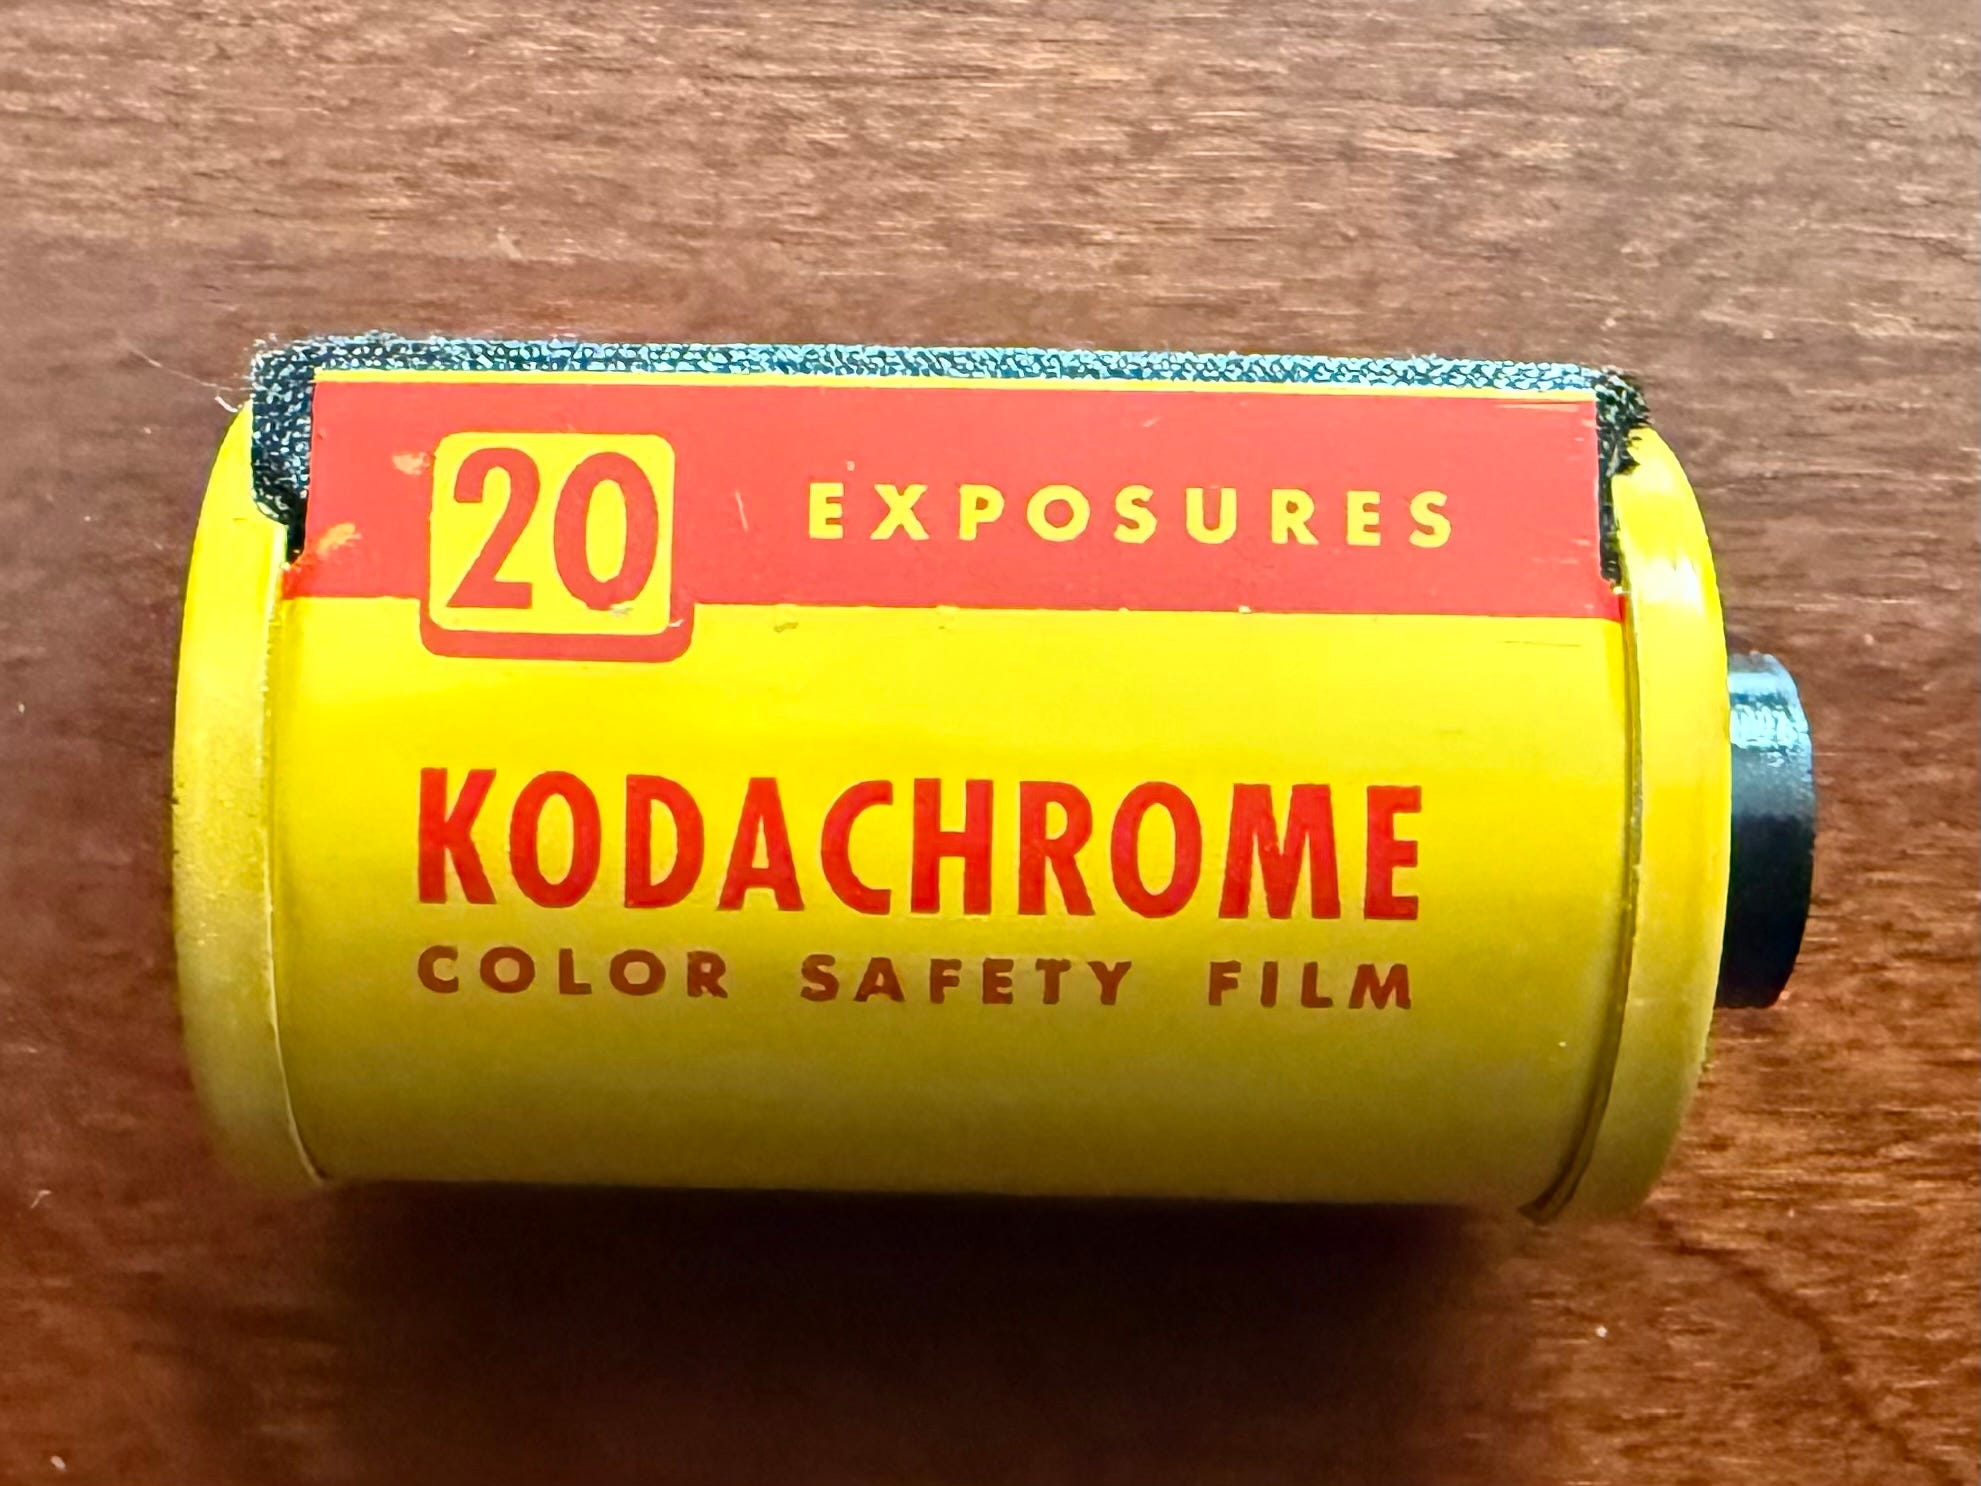 20 EXPOSURES
KODACHROME
COLOR SAFETY FILM